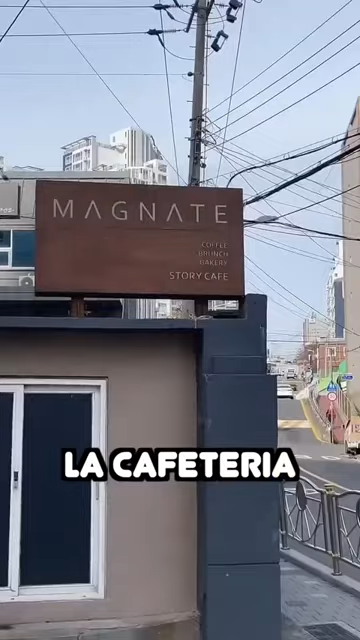 MAGNATE
COFFEE
BRUNCH
BAKERY
STORY CAFE
LA CAFETERIA